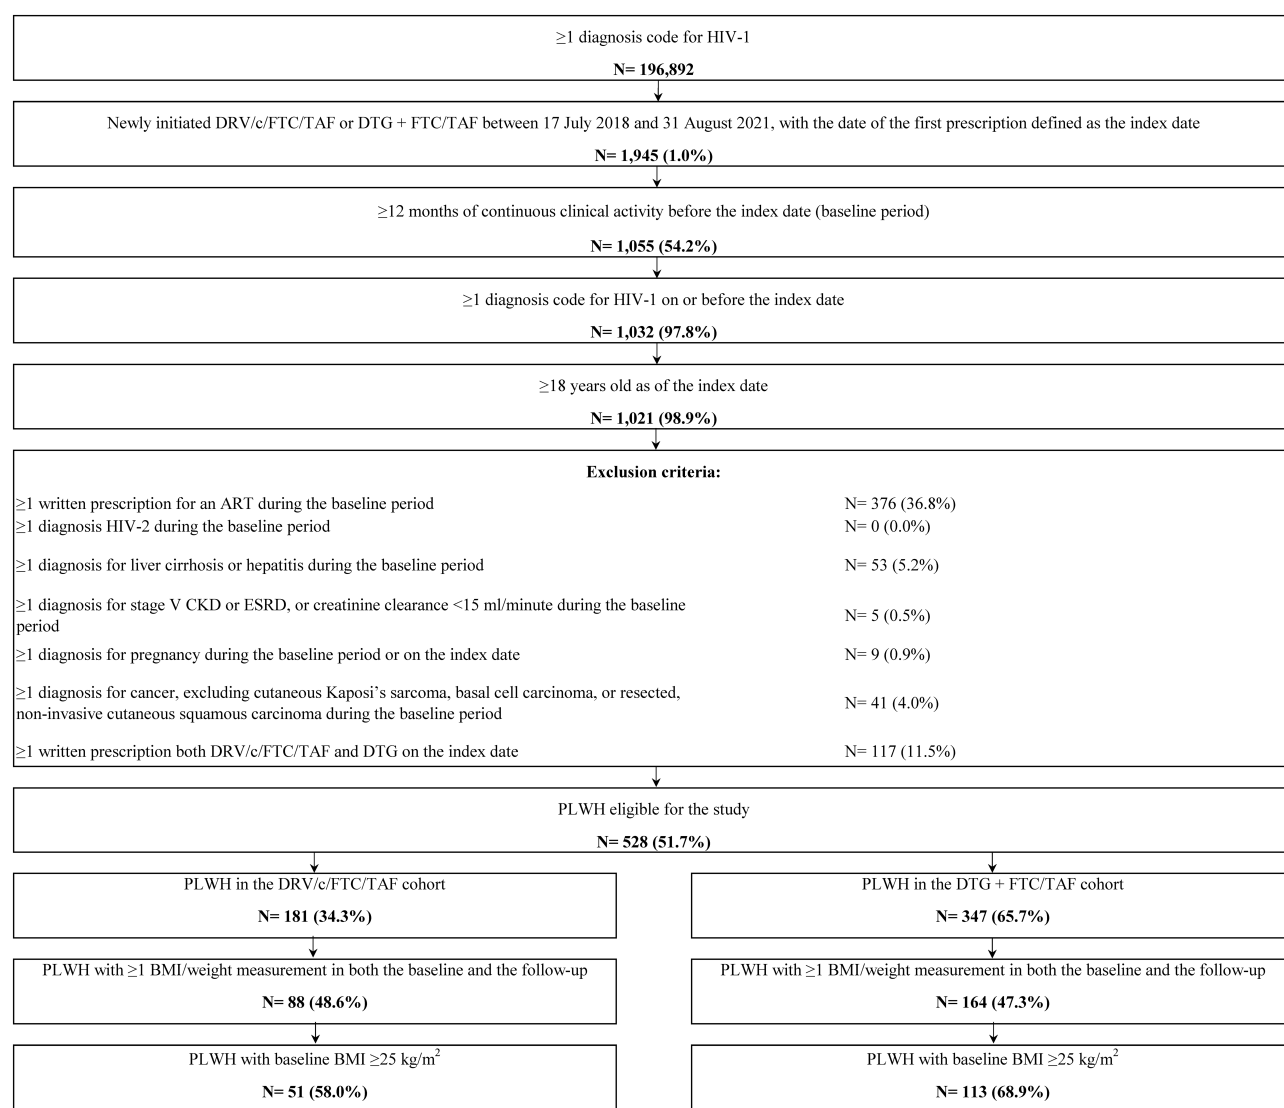 ≥1 diagnosis code for HIV-1
N= 196,892
Newly initiated DRV/c/FTC/TAF or DTG + FTC/TAF between 17 July 2018 and 31 August 2021, with the date of the first prescription defined as the index date
N= 1,945 (1.0%)
≥12 months of continuous clinical activity before the index date (baseline period)
N= 1,055 (54.2%)
≥1 diagnosis code for HIV-1 on or before the index date
N= 1,032 (97.8%)
≥18 years old as of the index date
N= 1,021 (98.9%)
Exclusion criteria:
≥1 written prescription for an ART during the baseline period N= 376 (36.8%)
≥1 diagnosis HIV-2 during the baseline period N= 0 (0.0%)
≥1 diagnosis for liver cirrhosis or hepatitis during the baseline period N= 53 (5.2%)
≥1 diagnosis for stage V CKD or ESRD, or creatinine clearance <15 ml/minute during the baseline
period
N= 5 (0.5%)
≥1 diagnosis for pregnancy during the baseline period or on the index date N= 9 (0.9%)
≥1 diagnosis for cancer, excluding cutaneous Kaposi's sarcoma, basal cell carcinoma, or resected,
non-invasive cutaneous squamous carcinoma during the baseline period
N= 41 (4.0%)
≥1 written prescription both DRV/c/FTC/TAF and DTG on the index date N= 117 (11.5%)
PLWH eligible for the study
N= 528 (51.7%)
PLWH in the DRV/c/FTC/TAF cohort
N= 181 (34.3%)
PLWH with ≥1 BMI/weight measurement in both the baseline and the follow-up
N= 88 (48.6%)
PLWH with baseline BMI ≥25 kg/m²
N= 51 (58.0%)
PLWH in the DTG + FTC/TAF cohort
N= 347 (65.7%)
PLWH with ≥1 BMI/weight measurement in both the baseline and the follow-up
N= 164 (47.3%)
PLWH with baseline BMI ≥25 kg/m²
N= 113 (68.9%)